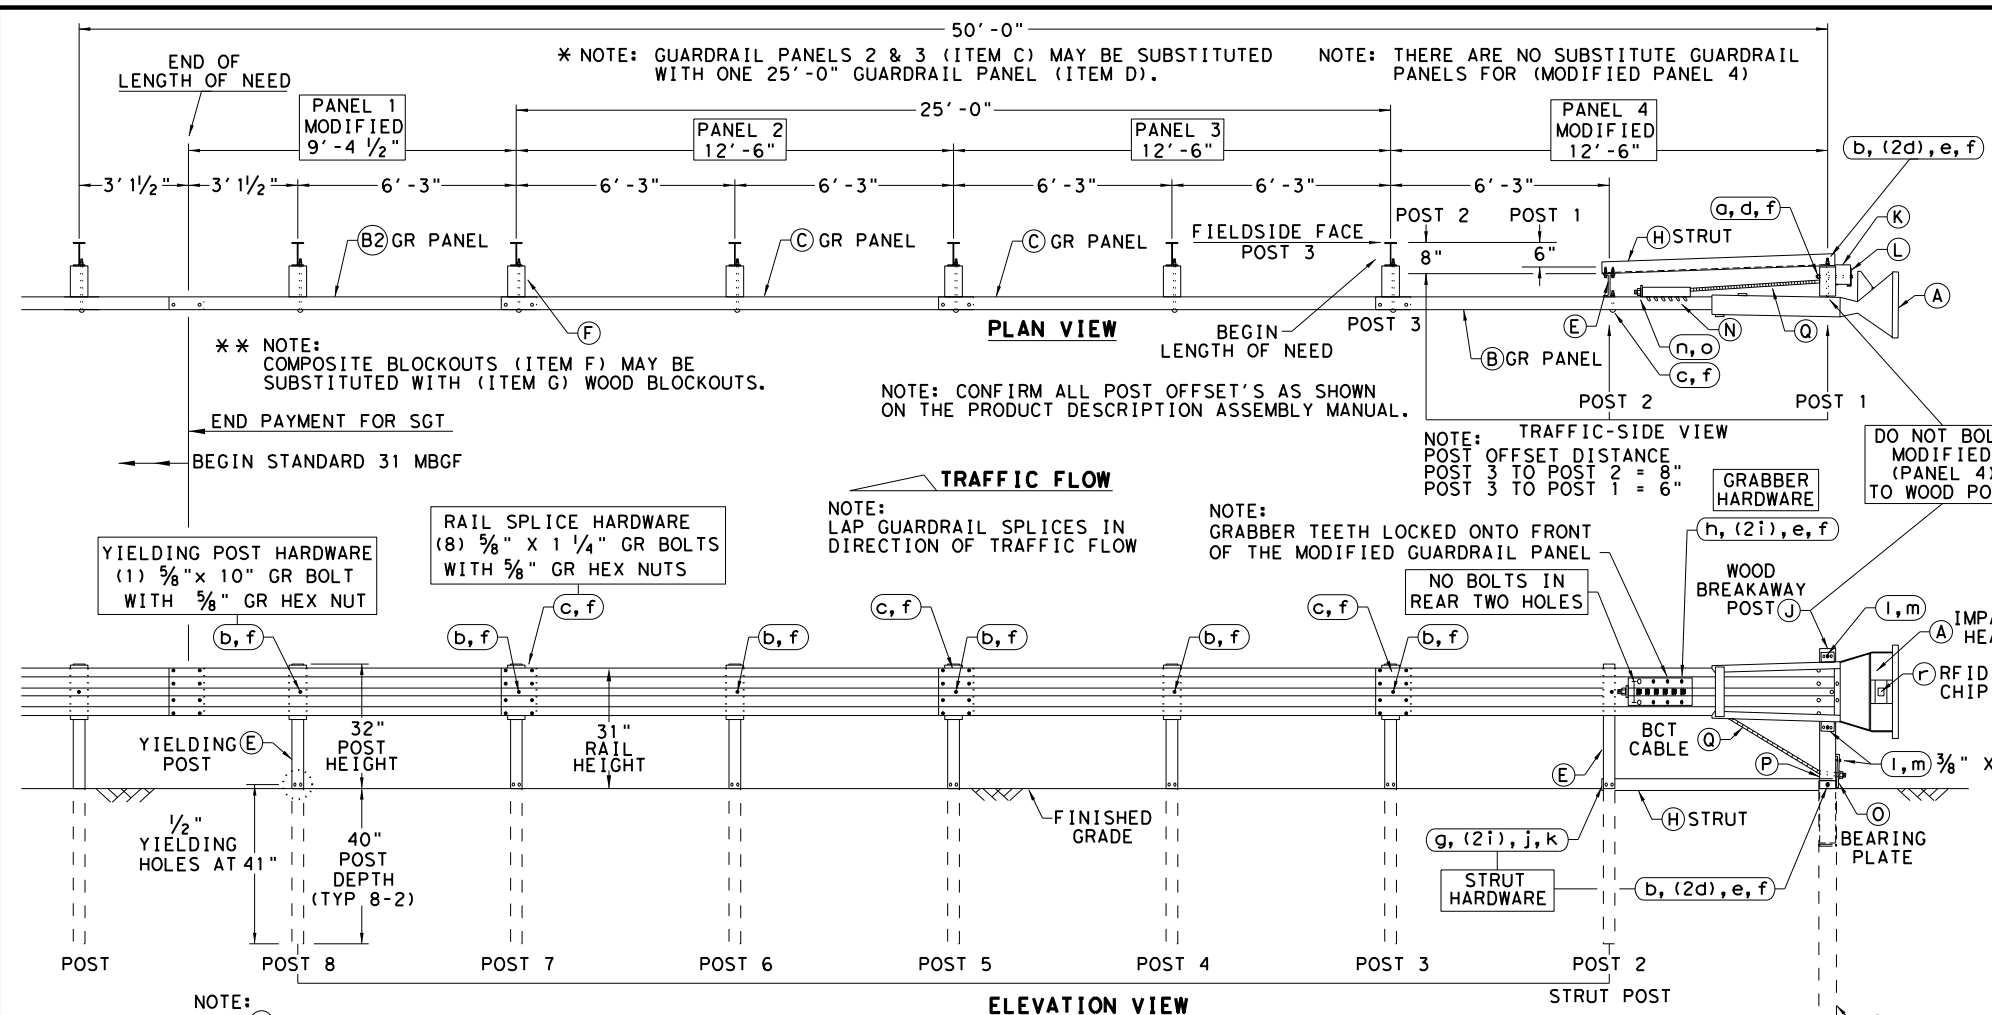 50'-0"
* NOTE: GUARDRAIL PANELS 2 & 3 (ITEM C) MAY BE SUBSTITUTED
WITH ONE 25'-0" GUARDRAIL PANEL (ITEM D).
NOTE: THERE ARE NO SUBSTITUTE GUARDRAIL
PANELS FOR (MODIFIED PANEL 4)
END OF
LENGTH OF NEED
25'-0"
PANEL 1
MODIFIED
9'-4 ½"
PANEL 2
12'-6"
PANEL 3
12'-6"
PANEL 4
MODIFIED
12'-6"
b, (2d), e, f
3' 1½"
3' 1½"
6'-3"
6'-3"
6'-3"
6'-3"
6'-3"
6'-3"
POST 2
POST 1
8"
6"
FIELDSIDE FACE
POST 3
a, d, f
K
H STRUT
L
B2 GR PANEL
C GR PANEL
C GR PANEL
A
F
PLAN VIEW
BEGIN
LENGTH OF NEED
POST 3
E
N
Q
n, o
B GR PANEL
c, f
** NOTE:
COMPOSITE BLOCKOUTS (ITEM F) MAY BE
SUBSTITUTED WITH (ITEM G) WOOD BLOCKOUTS.
NOTE: CONFIRM ALL POST OFFSET'S AS SHOWN
ON THE PRODUCT DESCRIPTION ASSEMBLY MANUAL.
POST 2
POST 1
END PAYMENT FOR SGT
BEGIN STANDARD 31 MBGF
TRAFFIC-SIDE VIEW
NOTE:
POST OFFSET DISTANCE
POST 3 TO POST 2 = 8"
POST 3 TO POST 1 = 6"
DO NOT BOL
MODIFIED
(PANEL 4)
TO WOOD PO
TRAFFIC FLOW
NOTE:
LAP GUARDRAIL SPLICES IN
DIRECTION OF TRAFFIC FLOW
NOTE:
GRABBER TEETH LOCKED ONTO FRONT
OF THE MODIFIED GUARDRAIL PANEL
GRABBER
HARDWARE
h, (2i), e, f
YIELDING POST HARDWARE
(1) ⅝"x 10" GR BOLT
WITH ⅝" GR HEX NUT
RAIL SPLICE HARDWARE
(8) ⅝" X 1 ¼" GR BOLTS
WITH ⅝" GR HEX NUTS
NO BOLTS IN
REAR TWO HOLES
WOOD
BREAKAWAY
POST J
l, m
b, f
c, f
b, f
b, f
c, f
b, f
b, f
c, f
b, f
A IMPA
HEA
r RFID
CHIP
YIELDING E
POST
32"
POST
HEIGHT
31"
RAIL
HEIGHT
BCT
CABLE
Q
P
E
l, m ⅜" X
½"
YIELDING
HOLES AT 41"
40"
POST
DEPTH
(TYP 8-2)
FINISHED
GRADE
H STRUT
O
BEARING
PLATE
g, (2i), j, k
STRUT
HARDWARE
b, (2d), e, f
POST
POST 8
POST 7
POST 6
POST 5
POST 4
POST 3
POST 2
STRUT POST
ELEVATION VIEW
NOTE: